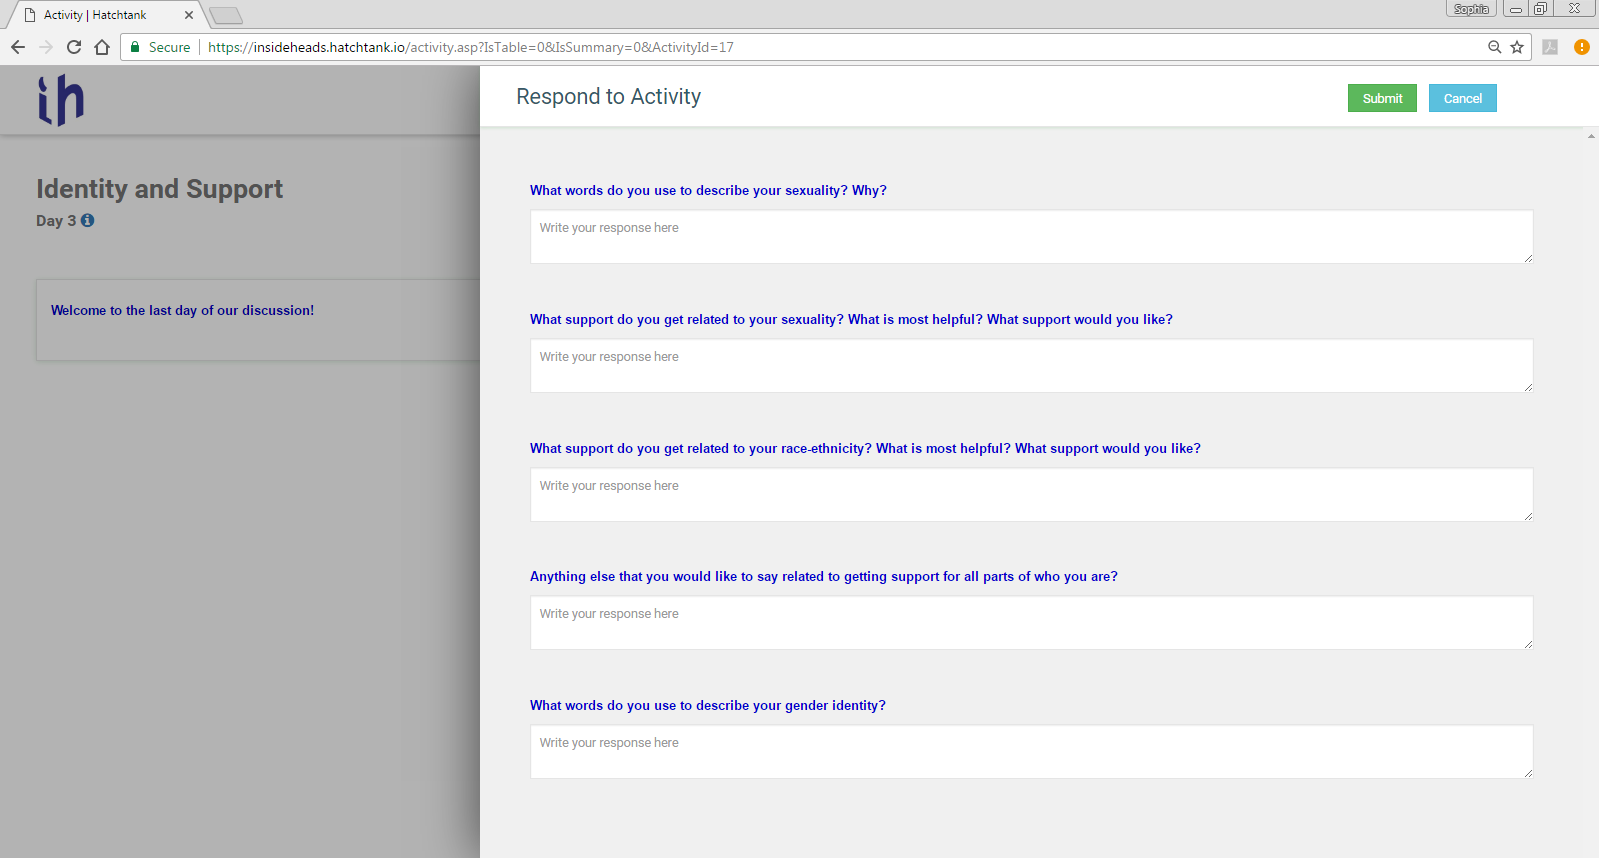 Activity | Hatchtank
Sophia
Secure
https://insideheads.hatchtank.io/activity.asp?IsTable=0&IsSummary=0&ActivityId=17
ih
Identity and Support
Day 3
Welcome to the last day of our discussion!
Respond to Activity
Submit
Cancel
What words do you use to describe your sexuality? Why?
Write your response here
What support do you get related to your sexuality? What is most helpful? What support would you like?
Write your response here
What support do you get related to your race-ethnicity? What is most helpful? What support would you like?
Write your response here
Anything else that you would like to say related to getting support for all parts of who you are?
Write your response here
What words do you use to describe your gender identity?
Write your response here